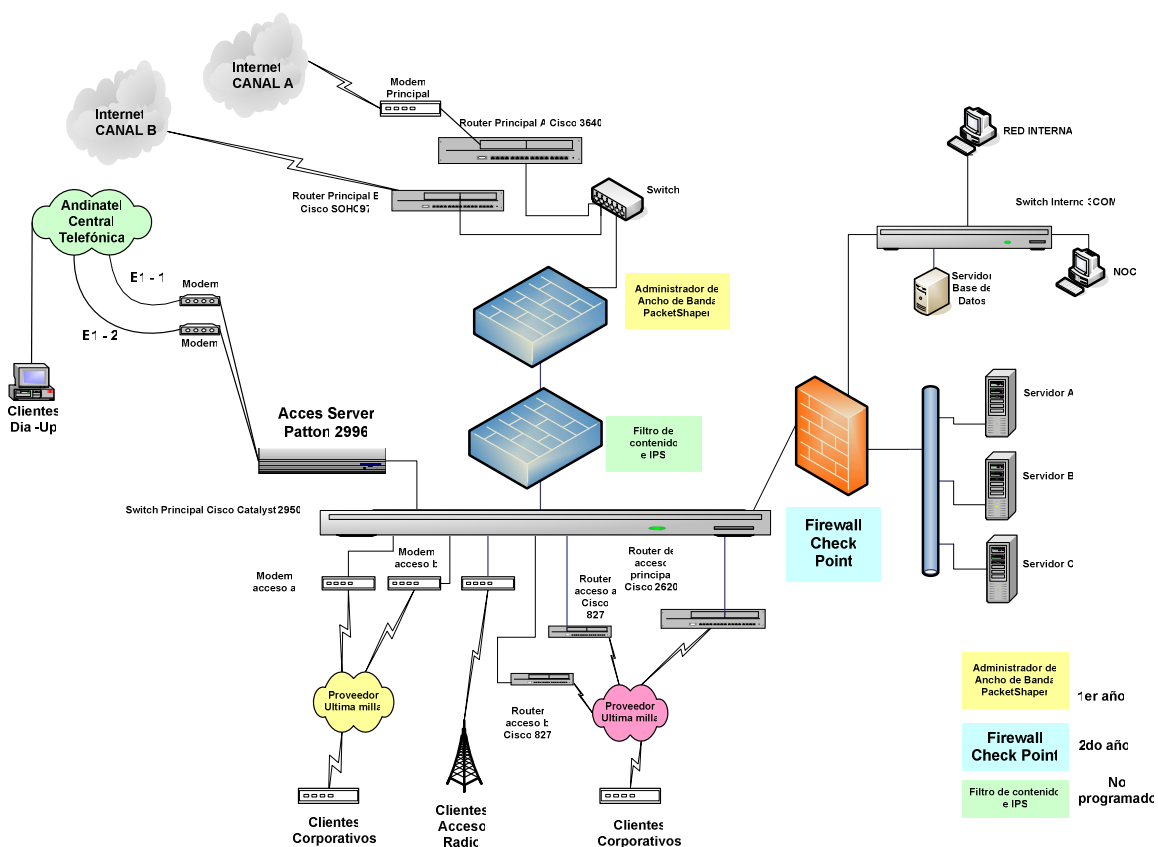 Internet
CANAL A
Internet
CANAL B
Modem
Principal
Router Principal A Cisco 3640
Router Principal B
Cisco SOHC97
Switch
RED INTERNA
Switch Interno 3COM
NOC
Servidor
Base de
Datos
Andinatel
Central
Telefónica
E1 - 1
Modem
E1 - 2
Modem
Administrador de
Ancho de Banda
PacketShaper
Clientes
Dia -Up
Acces Server
Patton 2996
Filtro de
contenido
e IPS
Servidor A
Servidor B
Servidor C
Switch Principal Cisco Catalyst 2950
Firewall
Check
Point
Modem
acceso a
Modem
acceso b
Router
acceso a
Cisco
827
Router de
acceso
principa
Cisco 2620
Proveedor
Ultima milla
Router
acceso b
Cisco 827
Proveedor
Ultima milla
Clientes
Corporativos
Clientes
Acceso
Radio
Clientes
Corporativos
Administrador de
Ancho de Banda
PacketShaper
1er año
Firewall
Check Point
2do año
Filtro de contenido
e IPS
No
programado